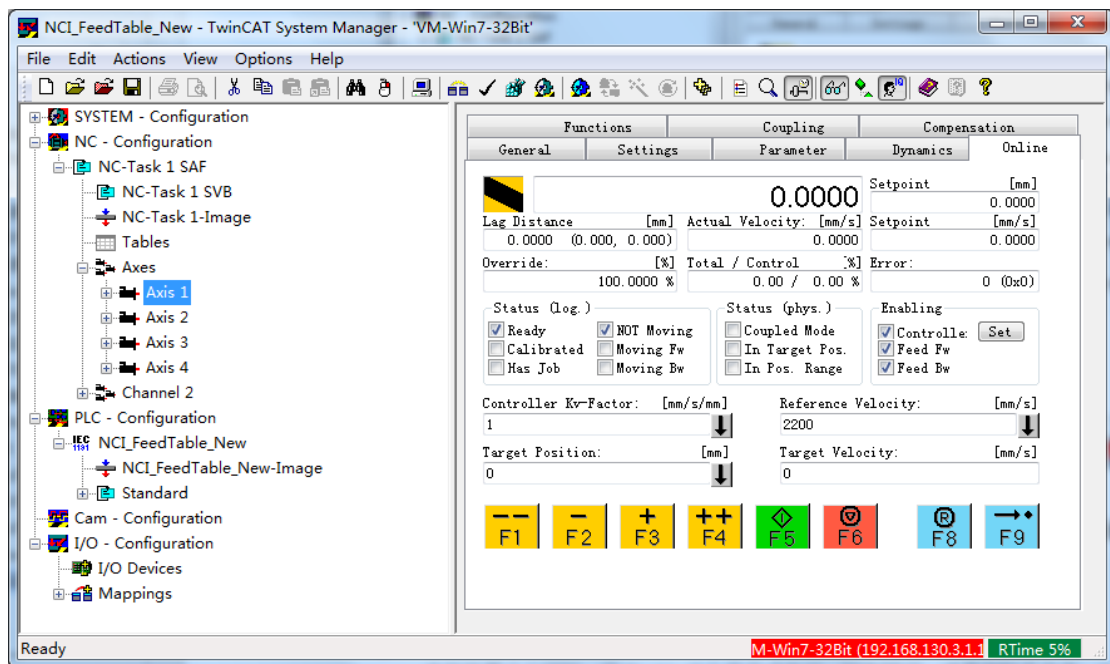 NCI_FeedTable_New - TwinCAT System Manager - 'VM-Win7-32Bit'
File Edit Actions View Options Help
SYSTEM - Configuration
NC - Configuration
NC-Task 1 SAF
NC-Task 1 SVB
NC-Task 1-Image
Tables
Axes
Axis 1
Axis 2
Axis 3
Axis 4
Channel 2
PLC - Configuration
NCI_FeedTable_New
NCI_FeedTable_New-Image
Standard
Cam - Configuration
I/O - Configuration
I/O Devices
Mappings
Functions Coupling Compensation
General Settings Parameter Dynamics Online
0.0000
Setpoint [mm]
0.0000
Lag Distance [mm] Actual Velocity: [mm/s] Setpoint [mm/s]
0.0000 (0.000, 0.000) 0.0000 0.0000
Override: [%] Total / Control [%] Error:
100.0000 % 0.00 / 0.00 % 0 (0x0)
Status (log.) Status (phys.) Enabling
Ready NOT Moving Coupled Mode Controlle: Set
Calibrated Moving Fw In Target Pos. Feed Fw
Has Job Moving Bw In Pos. Range Feed Bw
Controller Kv-Factor: [mm/s/mm] Reference Velocity: [mm/s]
1 2200
Target Position: [mm] Target Velocity: [mm/s]
0 0
-- - + ++ R
F1 F2 F3 F4 F5 F6 F8 F9
Ready M-Win7-32Bit (192.168.130.3.1.1 RTime 5%